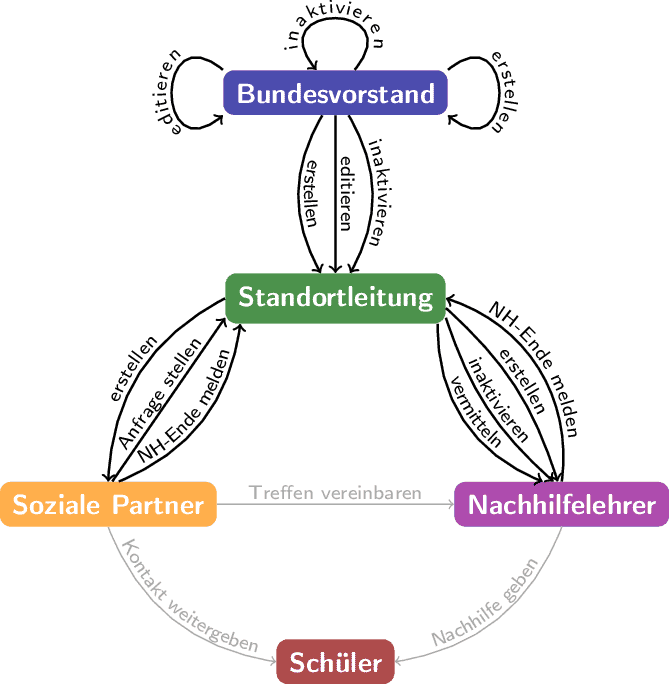 inaktivieren
editieren
erstellen
Bundesvorstand
erstellen
editieren
inaktivieren
Standortleitung
erstellen
Anfrage stellen
NH-Ende melden
NH-Ende melden
erstellen
inaktivieren
vermitteln
Soziale Partner
Treffen vereinbaren
Nachhilfelehrer
Kontakt weitergeben
Nachhilfe geben
Schüler